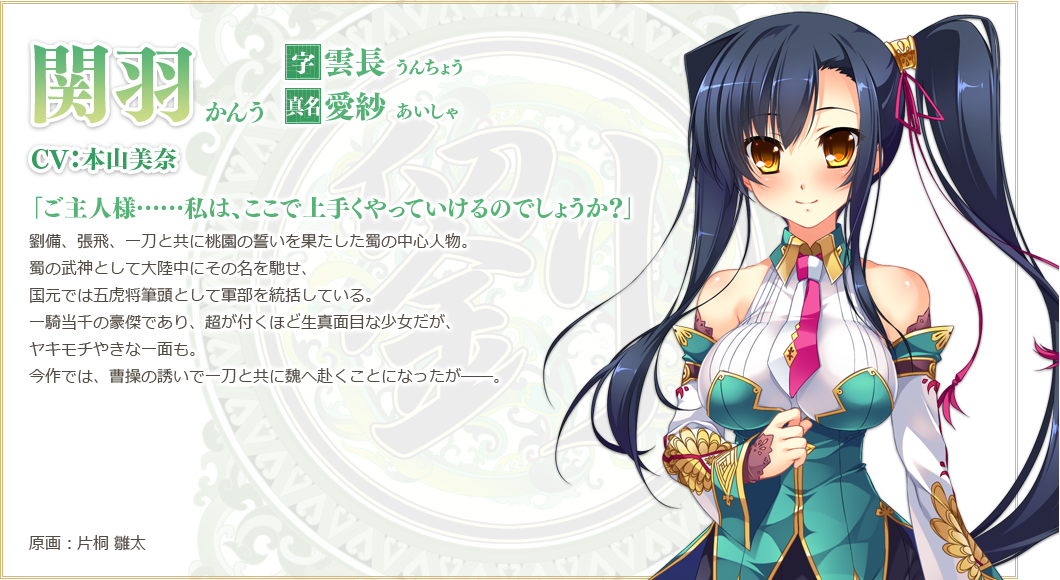 関羽 かんう
字 雲長 うんちょう
真名 愛紗 あいしゃ
CV：本山美奈
「ご主人様……私は、ここで上手くやっていけるのでしょうか？」
劉備、張飛、一刀と共に桃園の誓いを果たした蜀の中心人物。
蜀の武神として大陸中にその名を馳せ、
国元では五虎将筆頭として軍部を統括している。
一騎当千の豪傑であり、超が付くほど生真面目な少女だが、
ヤキモチやきな一面も。
今作では、曹操の誘いで一刀と共に魏へ赴くことになったが――。
原画：片桐 雛太